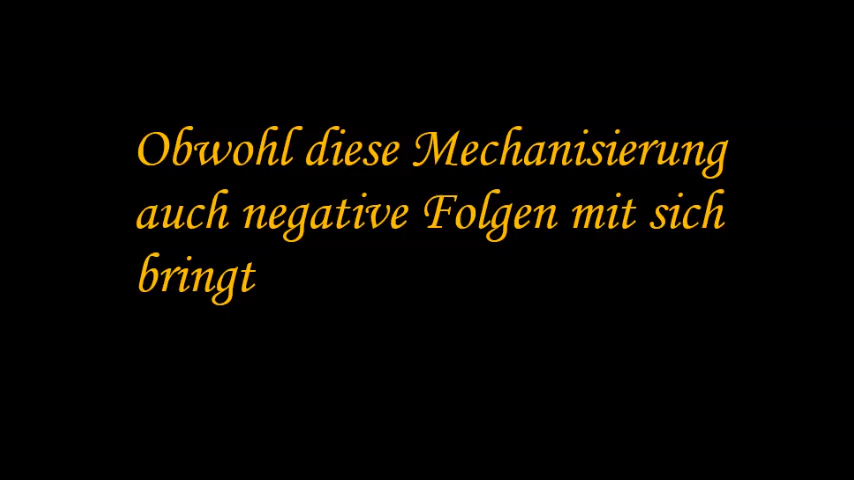 Obwohl diese Mechanisierung
auch negative Folgen mit sich
bringt